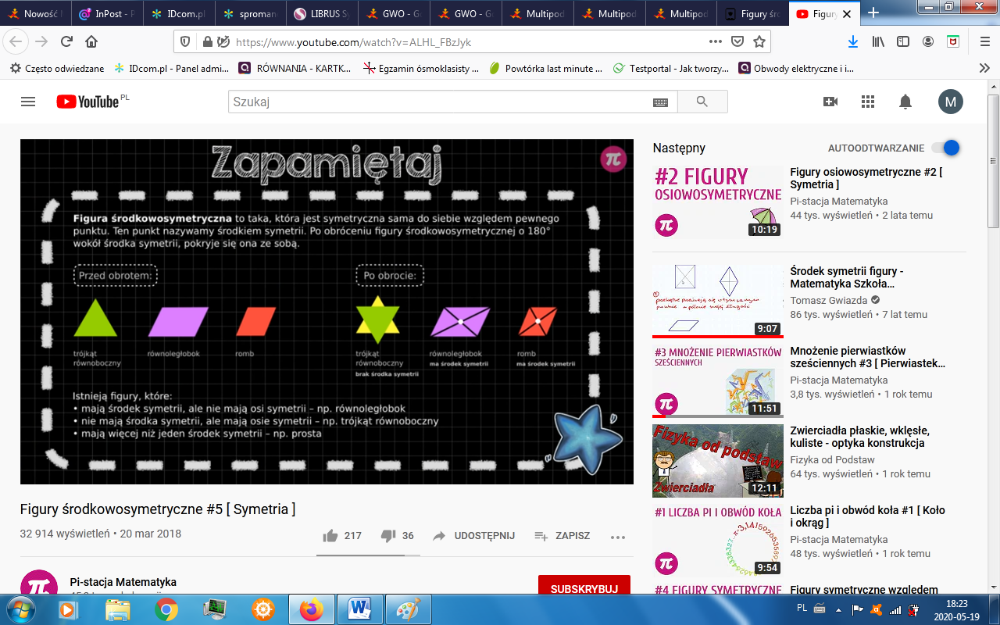 Nowość
InPost - P
IDcom.pl
sproman
LIBRUS Sy
GWO - Go
GWO - Go
Multipod
Multipod
Multipod
Figury śro
Figury
https://www.youtube.com/watch?v=ALHL_FBzJyk
Często odwiedzane
IDcom.pl - Panel admi...
RÓWNANIA - KARTK...
Egzamin ósmoklasisty ...
Powtórka last minute ...
Testportal - Jak tworzy...
Obwody elektryczne i i...
YouTube PL
Szukaj
M
Zapamiętaj
π
Figura środkowosymetryczna to taka, która jest symetryczna sama do siebie względem pewnego
punktu. Ten punkt nazywamy środkiem symetrii. Po obróceniu figury środkowosymetrycznej o 180°
wokół środka symetrii, pokryje się ona ze sobą.
Przed obrotem:
Po obrocie:
trójkąt
równoboczny
równoległobok
romb
trójkąt
równoboczny
brak środka symetrii
równoległobok
ma środek symetrii
romb
ma środek symetrii
Istnieją figury, które:
• mają środek symetrii, ale nie mają osi symetrii – np. równoległobok
• nie mają środka symetrii, ale mają osie symetrii – np. trójkąt równoboczny
• mają więcej niż jeden środek symetrii – np. prosta
Figury środkowosymetryczne #5 [ Symetria ]
32 914 wyświetleń • 20 mar 2018
217
36
UDOSTĘPNIJ
ZAPISZ
Pi-stacja Matematyka
SUBSKRYBUJ
Następny
AUTOODTWARZANIE
#2 FIGURY
OSIOWOSYMETRYCZNE
π
10:19
Figury osiowosymetryczne #2 [
Symetria ]
Pi-stacja Matematyka
44 tys. wyświetleń • 2 lata temu
9:07
Środek symetrii figury -
Matematyka Szkoła...
Tomasz Gwiazda
86 tys. wyświetleń • 7 lat temu
#3 MNOŻENIE PIERWIASTKÓW
SZEŚCIENNYCH
π
11:51
Mnożenie pierwiastków
sześciennych #3 [ Pierwiastek...
Pi-stacja Matematyka
3,8 tys. wyświetleń • 1 rok temu
Fizyka od podstaw
Zwierciadła
12:11
Zwierciadła płaskie, wklęsłe,
kuliste - optyka konstrukcja
Fizyka od Podstaw
64 tys. wyświetleń • 1 rok temu
#1 LICZBA PI I OBWÓD KOŁA
π
9:54
Liczba pi i obwód koła #1 [ Koło
i okrąg ]
Pi-stacja Matematyka
48 tys. wyświetleń • 1 rok temu
#4 FIGURY SYMETRYCZNE
Figury symetryczne względem
PL
18:23
2020-05-19